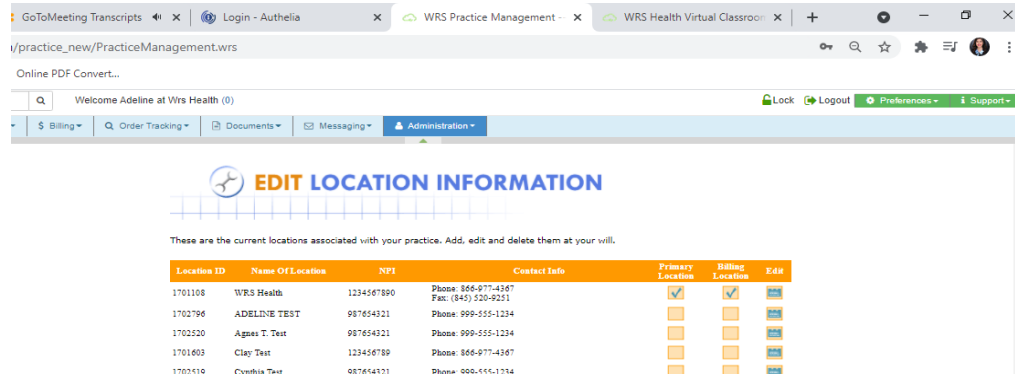 GoToMeeting Transcripts
Login - Authelia
WRS Practice Management -
WRS Health Virtual Classroom
/practice_new/PracticeManagement.wrs
Online PDF Convert...
Welcome Adeline at Wrs Health (0)
Lock Logout Preferences Support
$ Billing Order Tracking Documents Messaging Administration
EDIT LOCATION INFORMATION
These are the current locations associated with your practice. Add, edit and delete them at your will.
Location ID Name Of Location NPI Contact Info Primary Location Billing Location Edit
1701108 WRS Health 1234567890 Phone: 866-977-4367
Fax: (845) 520-9251
1702796 ADELINE TEST 987654321 Phone: 999-555-1234
1702520 Agnes T. Test 987654321 Phone: 999-555-1234
1701603 Clay Test 123456789 Phone: 866-977-4367
1702519 Cynthia Test 987654321 Phone: 999-555-1234